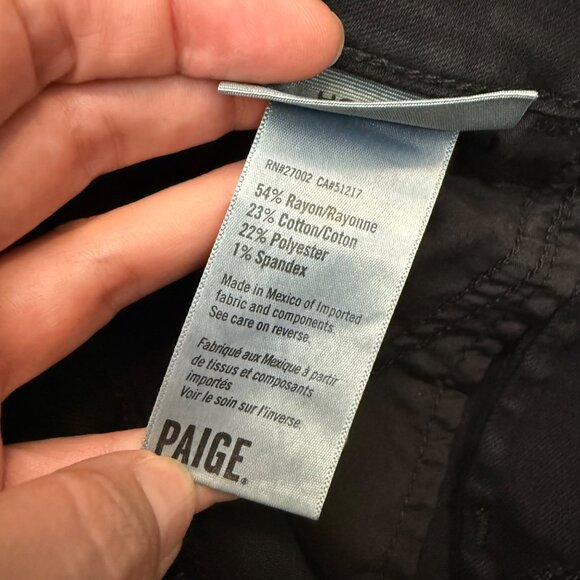 RN#27002 CA#51217
54% Rayon/Rayonne
23% Cotton/Coton
22% Polyester
1% Spandex
Made in Mexico of Imported
fabric and components.
See care on reverse.
Fabriqué aux Mexique à partir
de tissus et composants
importés
Voir le soin sur l'inverse.
PAIGE®